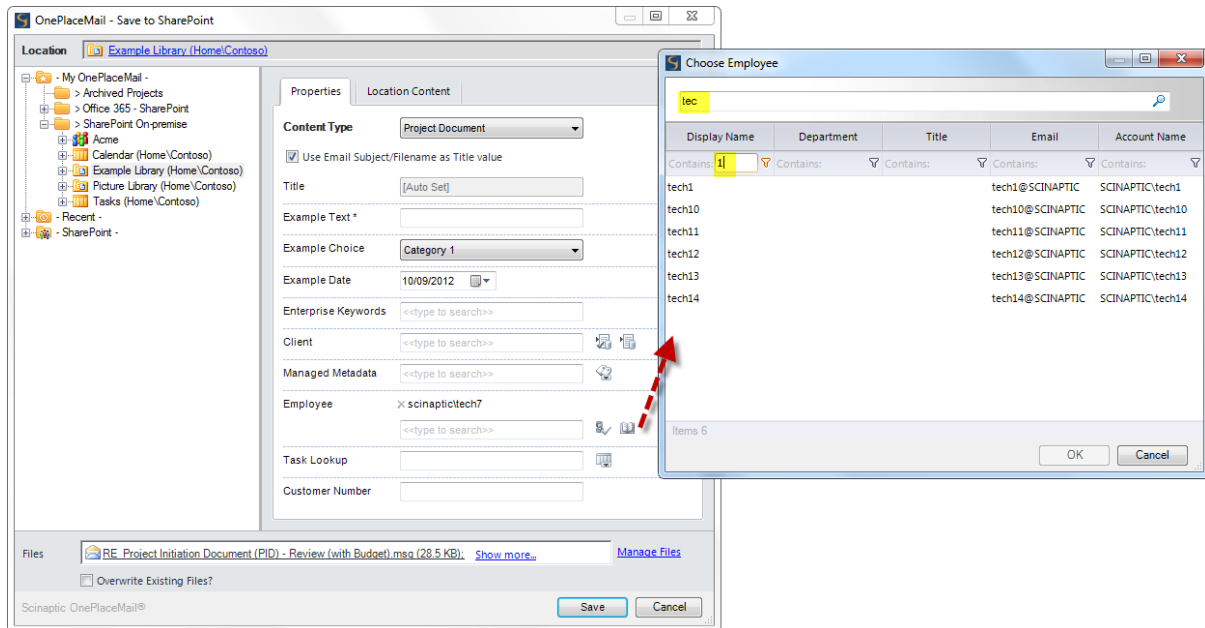 OnePlaceMail - Save to SharePoint
Location Example Library (Home\Contoso)
- My OnePlaceMail -
> Archived Projects
> Office 365 - SharePoint
> SharePoint On-premise
Acme
Calendar (Home\Contoso)
Example Library (Home\Contoso)
Picture Library (Home\Contoso)
Tasks (Home\Contoso)
- Recent -
- SharePoint -
Properties Location Content
Content Type Project Document
Use Email Subject/Filename as Title value
Title [Auto Set]
Example Text *
Example Choice Category 1
Example Date 10/09/2012
Enterprise Keywords <<type to search>>
Client <<type to search>>
Managed Metadata <<type to search>>
Employee scinaptic\tech7
<<type to search>>
Task Lookup
Customer Number
Files RE_Project Initiation Document (PID) - Review (with Budget).msg (28.5 KB); Show more... Manage Files
Overwrite Existing Files?
Scinaptic OnePlaceMail® Save Cancel
Choose Employee
tec
Display Name Department Title Email Account Name
Contains: 1 Contains: Contains: Contains: Contains:
tech1 tech1@SCINAPTIC SCINAPTIC\tech1
tech10 tech10@SCINAPTIC SCINAPTIC\tech10
tech11 tech11@SCINAPTIC SCINAPTIC\tech11
tech12 tech12@SCINAPTIC SCINAPTIC\tech12
tech13 tech13@SCINAPTIC SCINAPTIC\tech13
tech14 tech14@SCINAPTIC SCINAPTIC\tech14
Items 6
OK Cancel